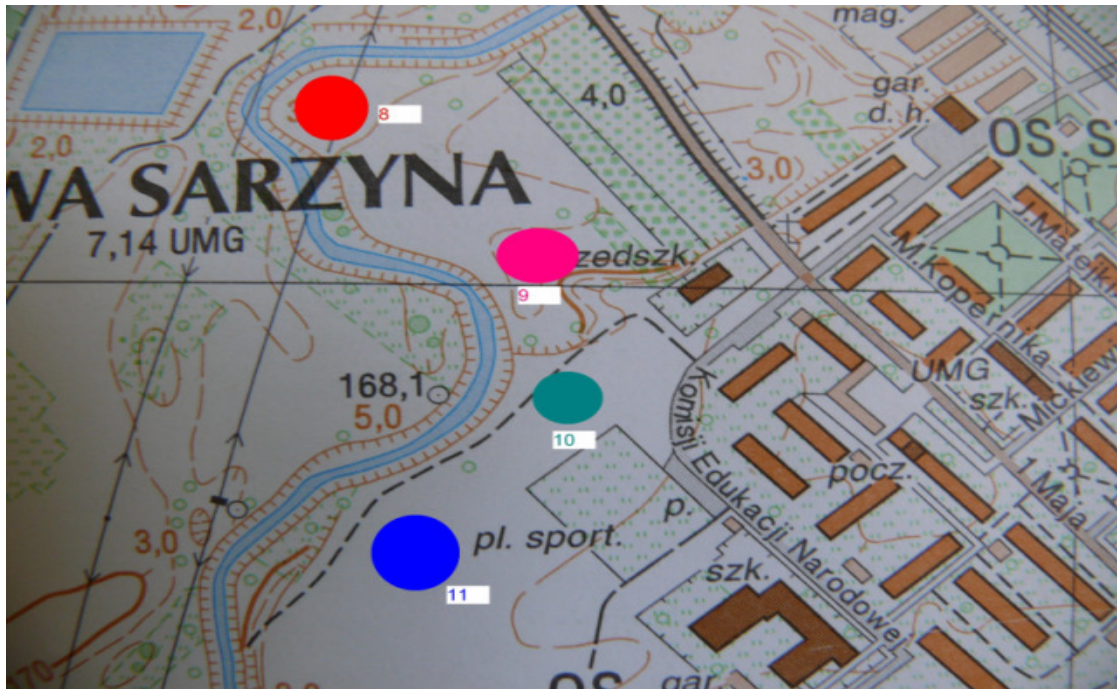 2,0
mag.
gar.
d. h.
4,0
OS. S
8
2,0
3,0
WA SARZYNA
7,14 UMG
J.Matejki
M.Kopernika
zedszk.
9
UMG
168,1
5,0
szk.
Mickiewi
Komisji Edukacji Narodowej
10
pocz.
1 Maja
p.
3,0
pl. sport.
szk.
11
170
OS
gar.